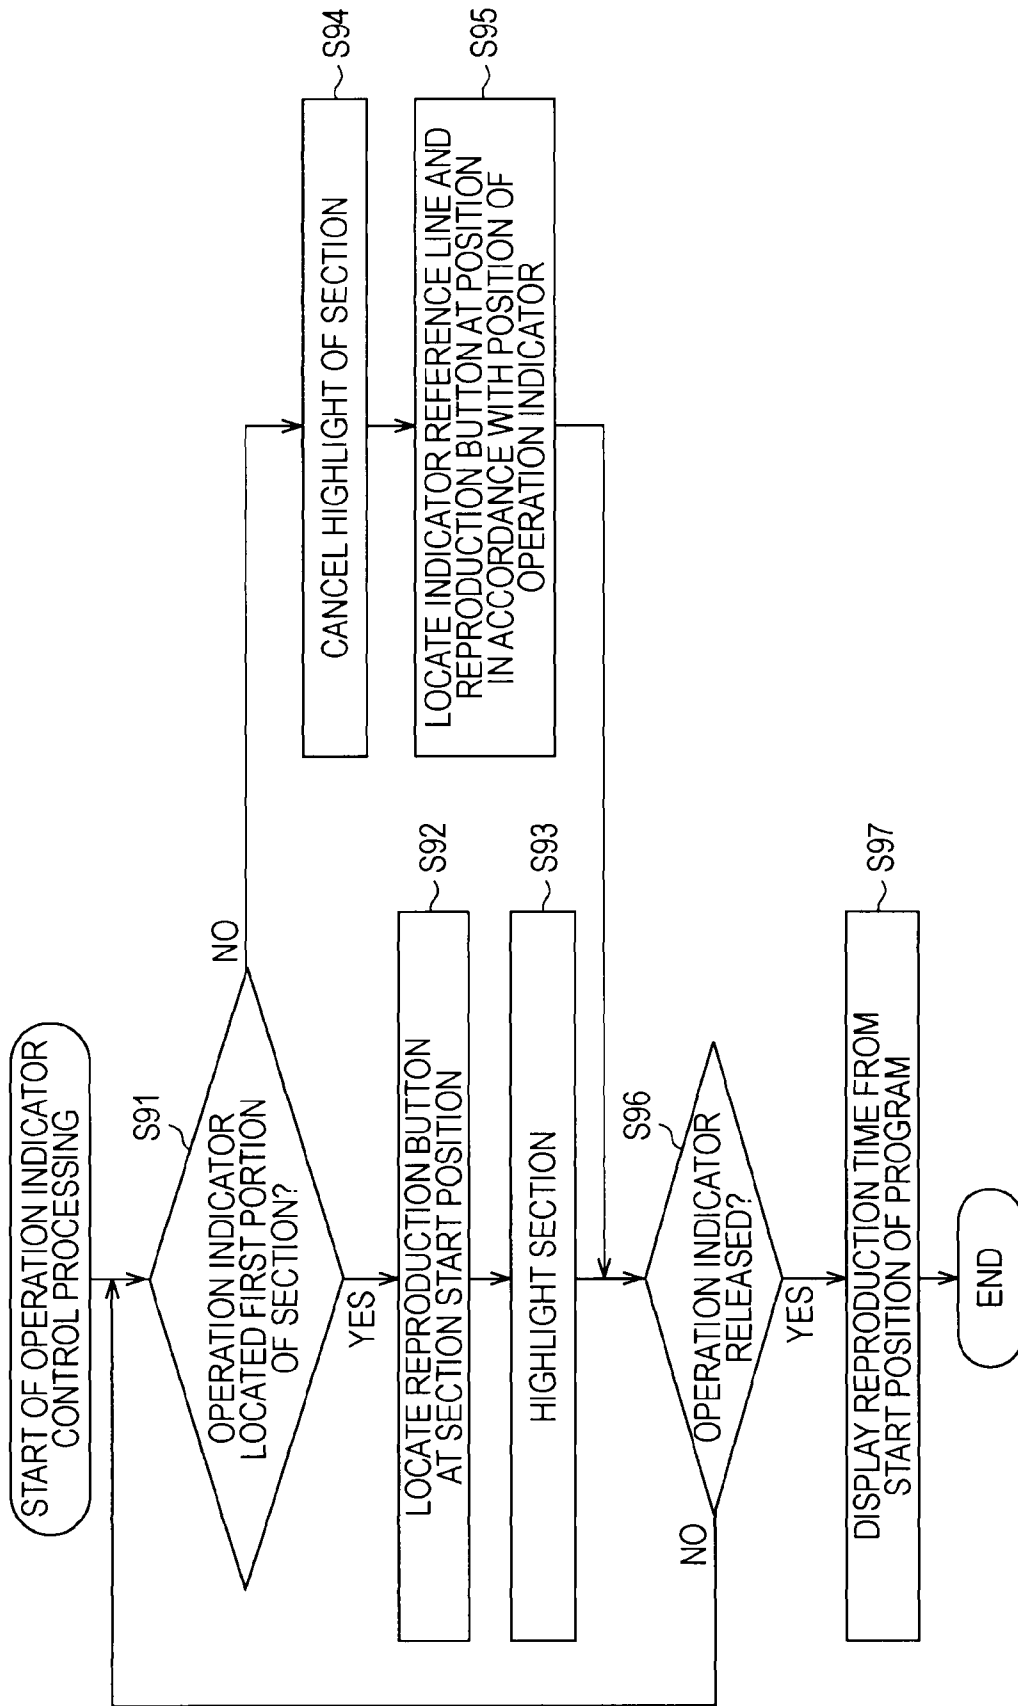 START OF OPERATION INDICATOR
CONTROL PROCESSING
S91
OPERATION INDICATOR
LOCATED FIRST PORTION
OF SECTION?
NO
YES
S92
LOCATE REPRODUCTION BUTTON
AT SECTION START POSITION
S93
HIGHLIGHT SECTION
S94
CANCEL HIGHLIGHT OF SECTION
S95
LOCATE INDICATOR REFERENCE LINE AND
REPRODUCTION BUTTON AT POSITION
IN ACCORDANCE WITH POSITION OF
OPERATION INDICATOR
S96
OPERATION INDICATOR
RELEASED?
NO
YES
S97
DISPLAY REPRODUCTION TIME FROM
START POSITION OF PROGRAM
END